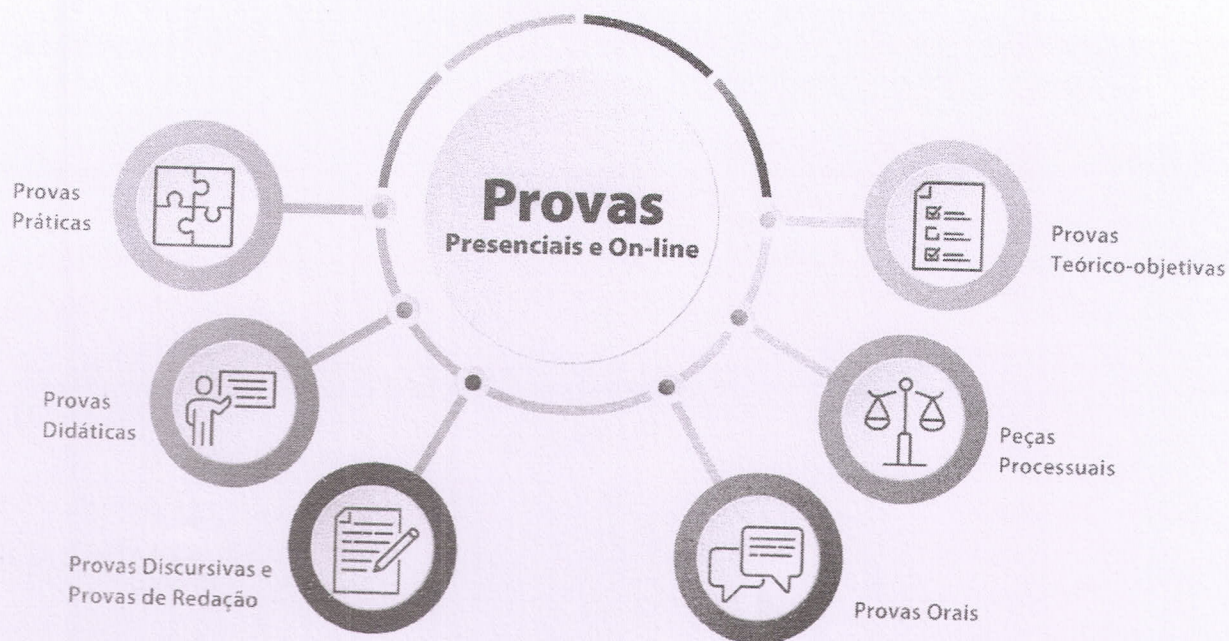 Provas
Presenciais e On-line
Provas
Práticas
Provas
Didáticas
Provas Discursivas e
Provas de Redação
Provas Orais
Peças
Processuais
Provas
Teórico-objetivas